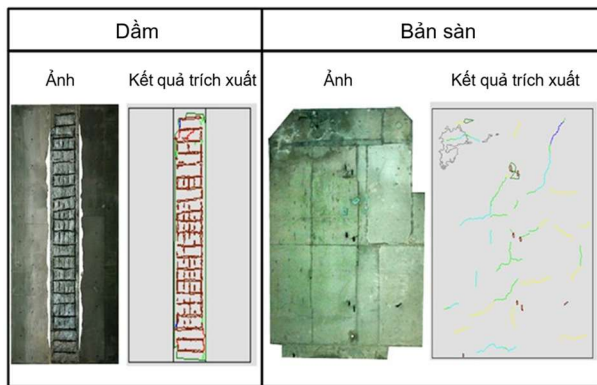 Dầm
Bản sàn
Ảnh
Kết quả trích xuất
Ảnh
Kết quả trích xuất